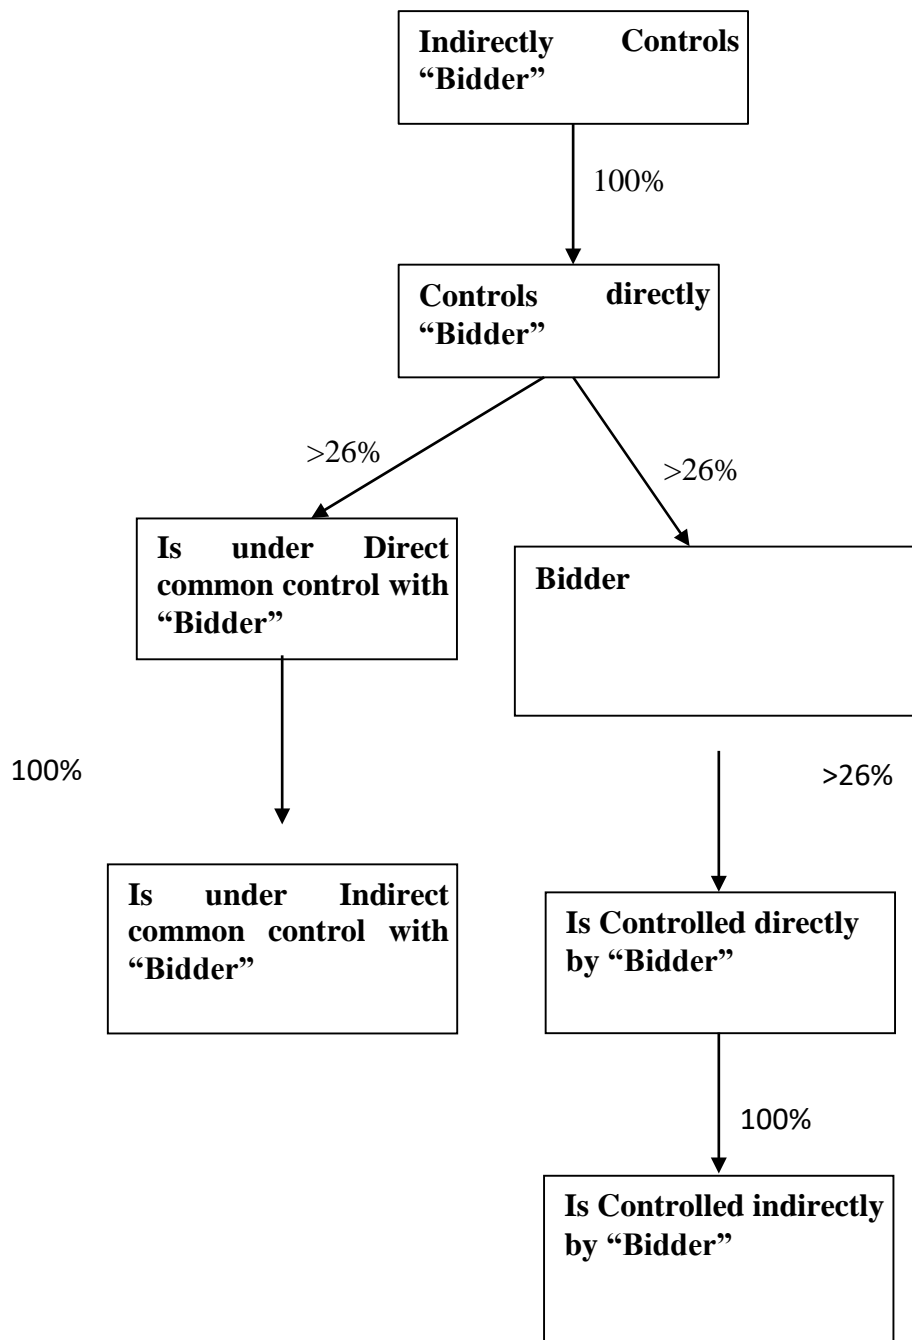 Indirectly Controls
“Bidder”
100%
Controls directly
“Bidder”
>26%
>26%
Is under Direct
common control with
“Bidder”
Bidder
100%
>26%
Is under Indirect
common control with
“Bidder”
Is Controlled directly
by “Bidder”
100%
Is Controlled indirectly
by “Bidder”